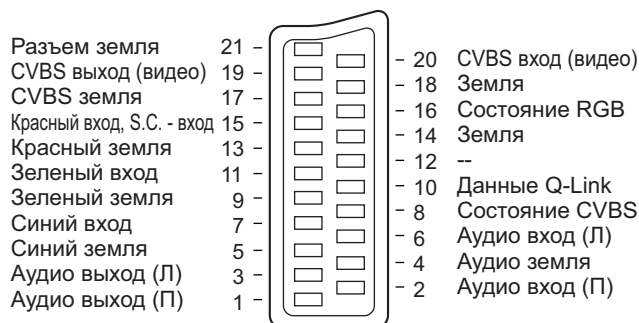 Разъем земля 21 –
CVBS выход (видео) 19 –
CVBS земля 17 –
Красный вход, S.C. - вход 15 –
Красный земля 13 –
Зеленый вход 11 –
Зеленый земля 9 –
Синий вход 7 –
Синий земля 5 –
Аудио выход (Л) 3 –
Аудио выход (П) 1 –
– 20 CVBS вход (видео)
– 18 Земля
– 16 Состояние RGB
– 14 Земля
– 12 --
– 10 Данные Q-Link
– 8 Состояние CVBS
– 6 Аудио вход (Л)
– 4 Аудио земля
– 2 Аудио вход (П)